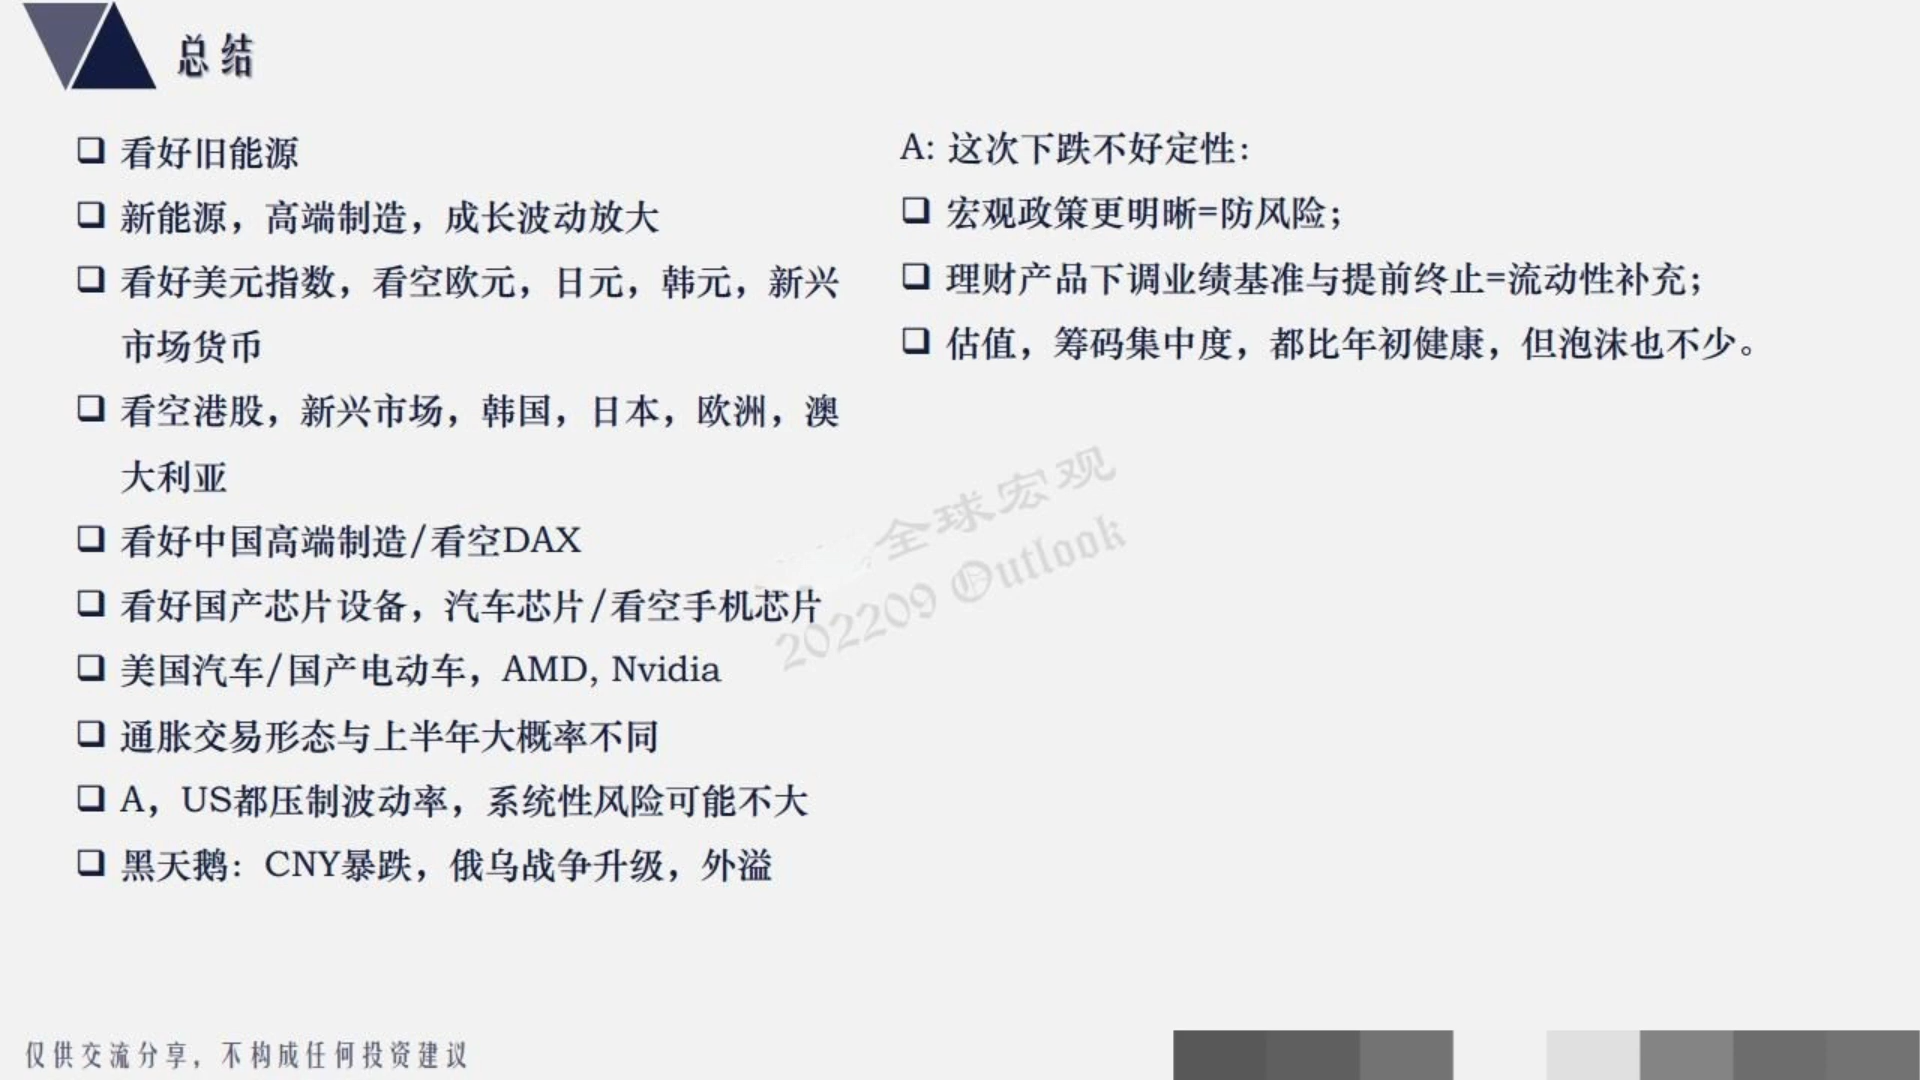 总结
❑ 看好旧能源
❑ 新能源，高端制造，成长波动放大
❑ 看好美元指数，看空欧元，日元，韩元，新兴
市场货币
❑ 看空港股，新兴市场，韩国，日本，欧洲，澳
大利亚
❑ 看好中国高端制造/看空DAX
❑ 看好国产芯片设备，汽车芯片/看空手机芯片
❑ 美国汽车/国产电动车，AMD, Nvidia
❑ 通胀交易形态与上半年大概率不同
❑ A，US都压制波动率，系统性风险可能不大
❑ 黑天鹅：CNY暴跌，俄乌战争升级，外溢
A: 这次下跌不好定性：
❑ 宏观政策更明晰=防风险；
❑ 理财产品下调业绩基准与提前终止=流动性补充；
❑ 估值，筹码集中度，都比年初健康，但泡沫也不少。
全球宏观
202209 Outlook
仅供交流分享，不构成任何投资建议